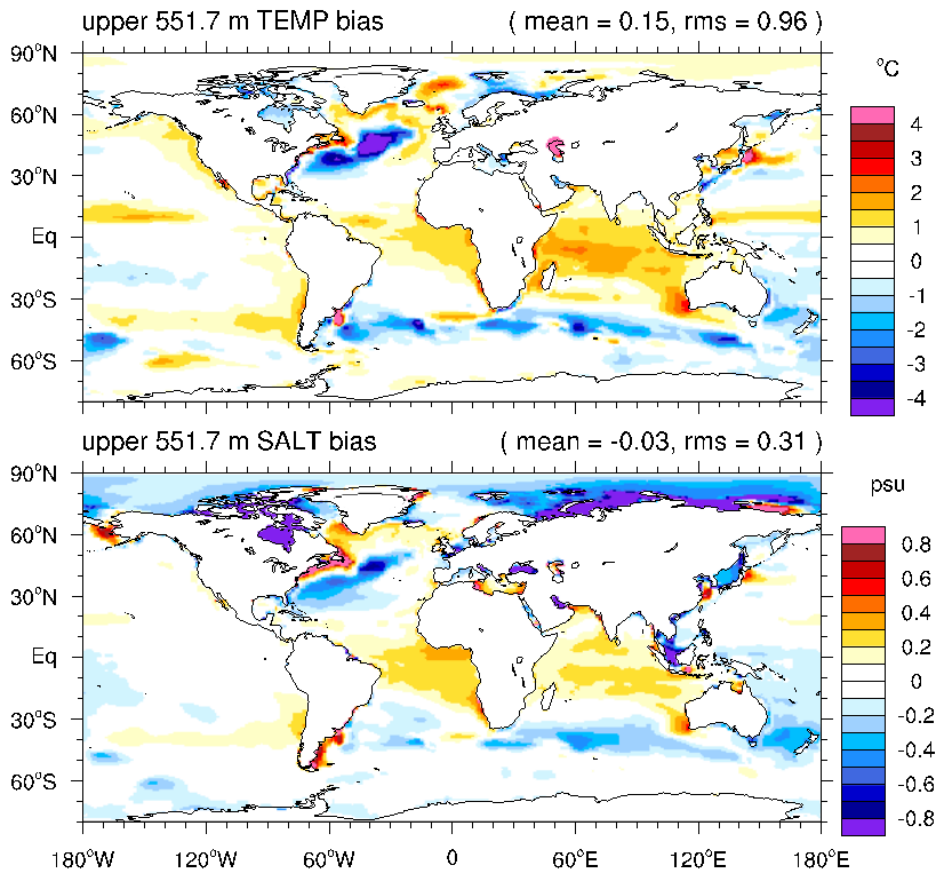 upper 551.7 m TEMP bias ( mean = 0.15, rms = 0.96 )
90°N
60°N
30°N
Eq
30°S
60°S
°C
4
3
2
1
0
-1
-2
-3
-4
upper 551.7 m SALT bias ( mean = -0.03, rms = 0.31 )
90°N
60°N
30°N
Eq
30°S
60°S
180°W 120°W 60°W 0 60°E 120°E 180°E
psu
0.8
0.6
0.4
0.2
0
-0.2
-0.4
-0.6
-0.8